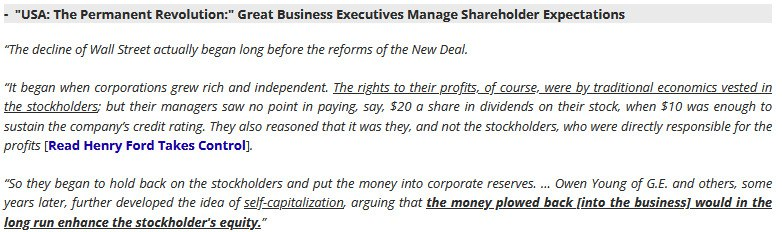 - "USA: The Permanent Revolution:" Great Business Executives Manage Shareholder Expectations
“The decline of Wall Street actually began long before the reforms of the New Deal.
“It began when corporations grew rich and independent. The rights to their profits, of course, were by traditional economics vested in
the stockholders; but their managers saw no point in paying, say, $20 a share in dividends on their stock, when $10 was enough to
sustain the company’s credit rating. They also reasoned that it was they, and not the stockholders, who were directly responsible for the
profits [Read Henry Ford Takes Control].
“So they began to hold back on the stockholders and put the money into corporate reserves. ... Owen Young of G.E. and others, some
years later, further developed the idea of self-capitalization, arguing that the money plowed back [into the business] would in the
long run enhance the stockholder's equity.”